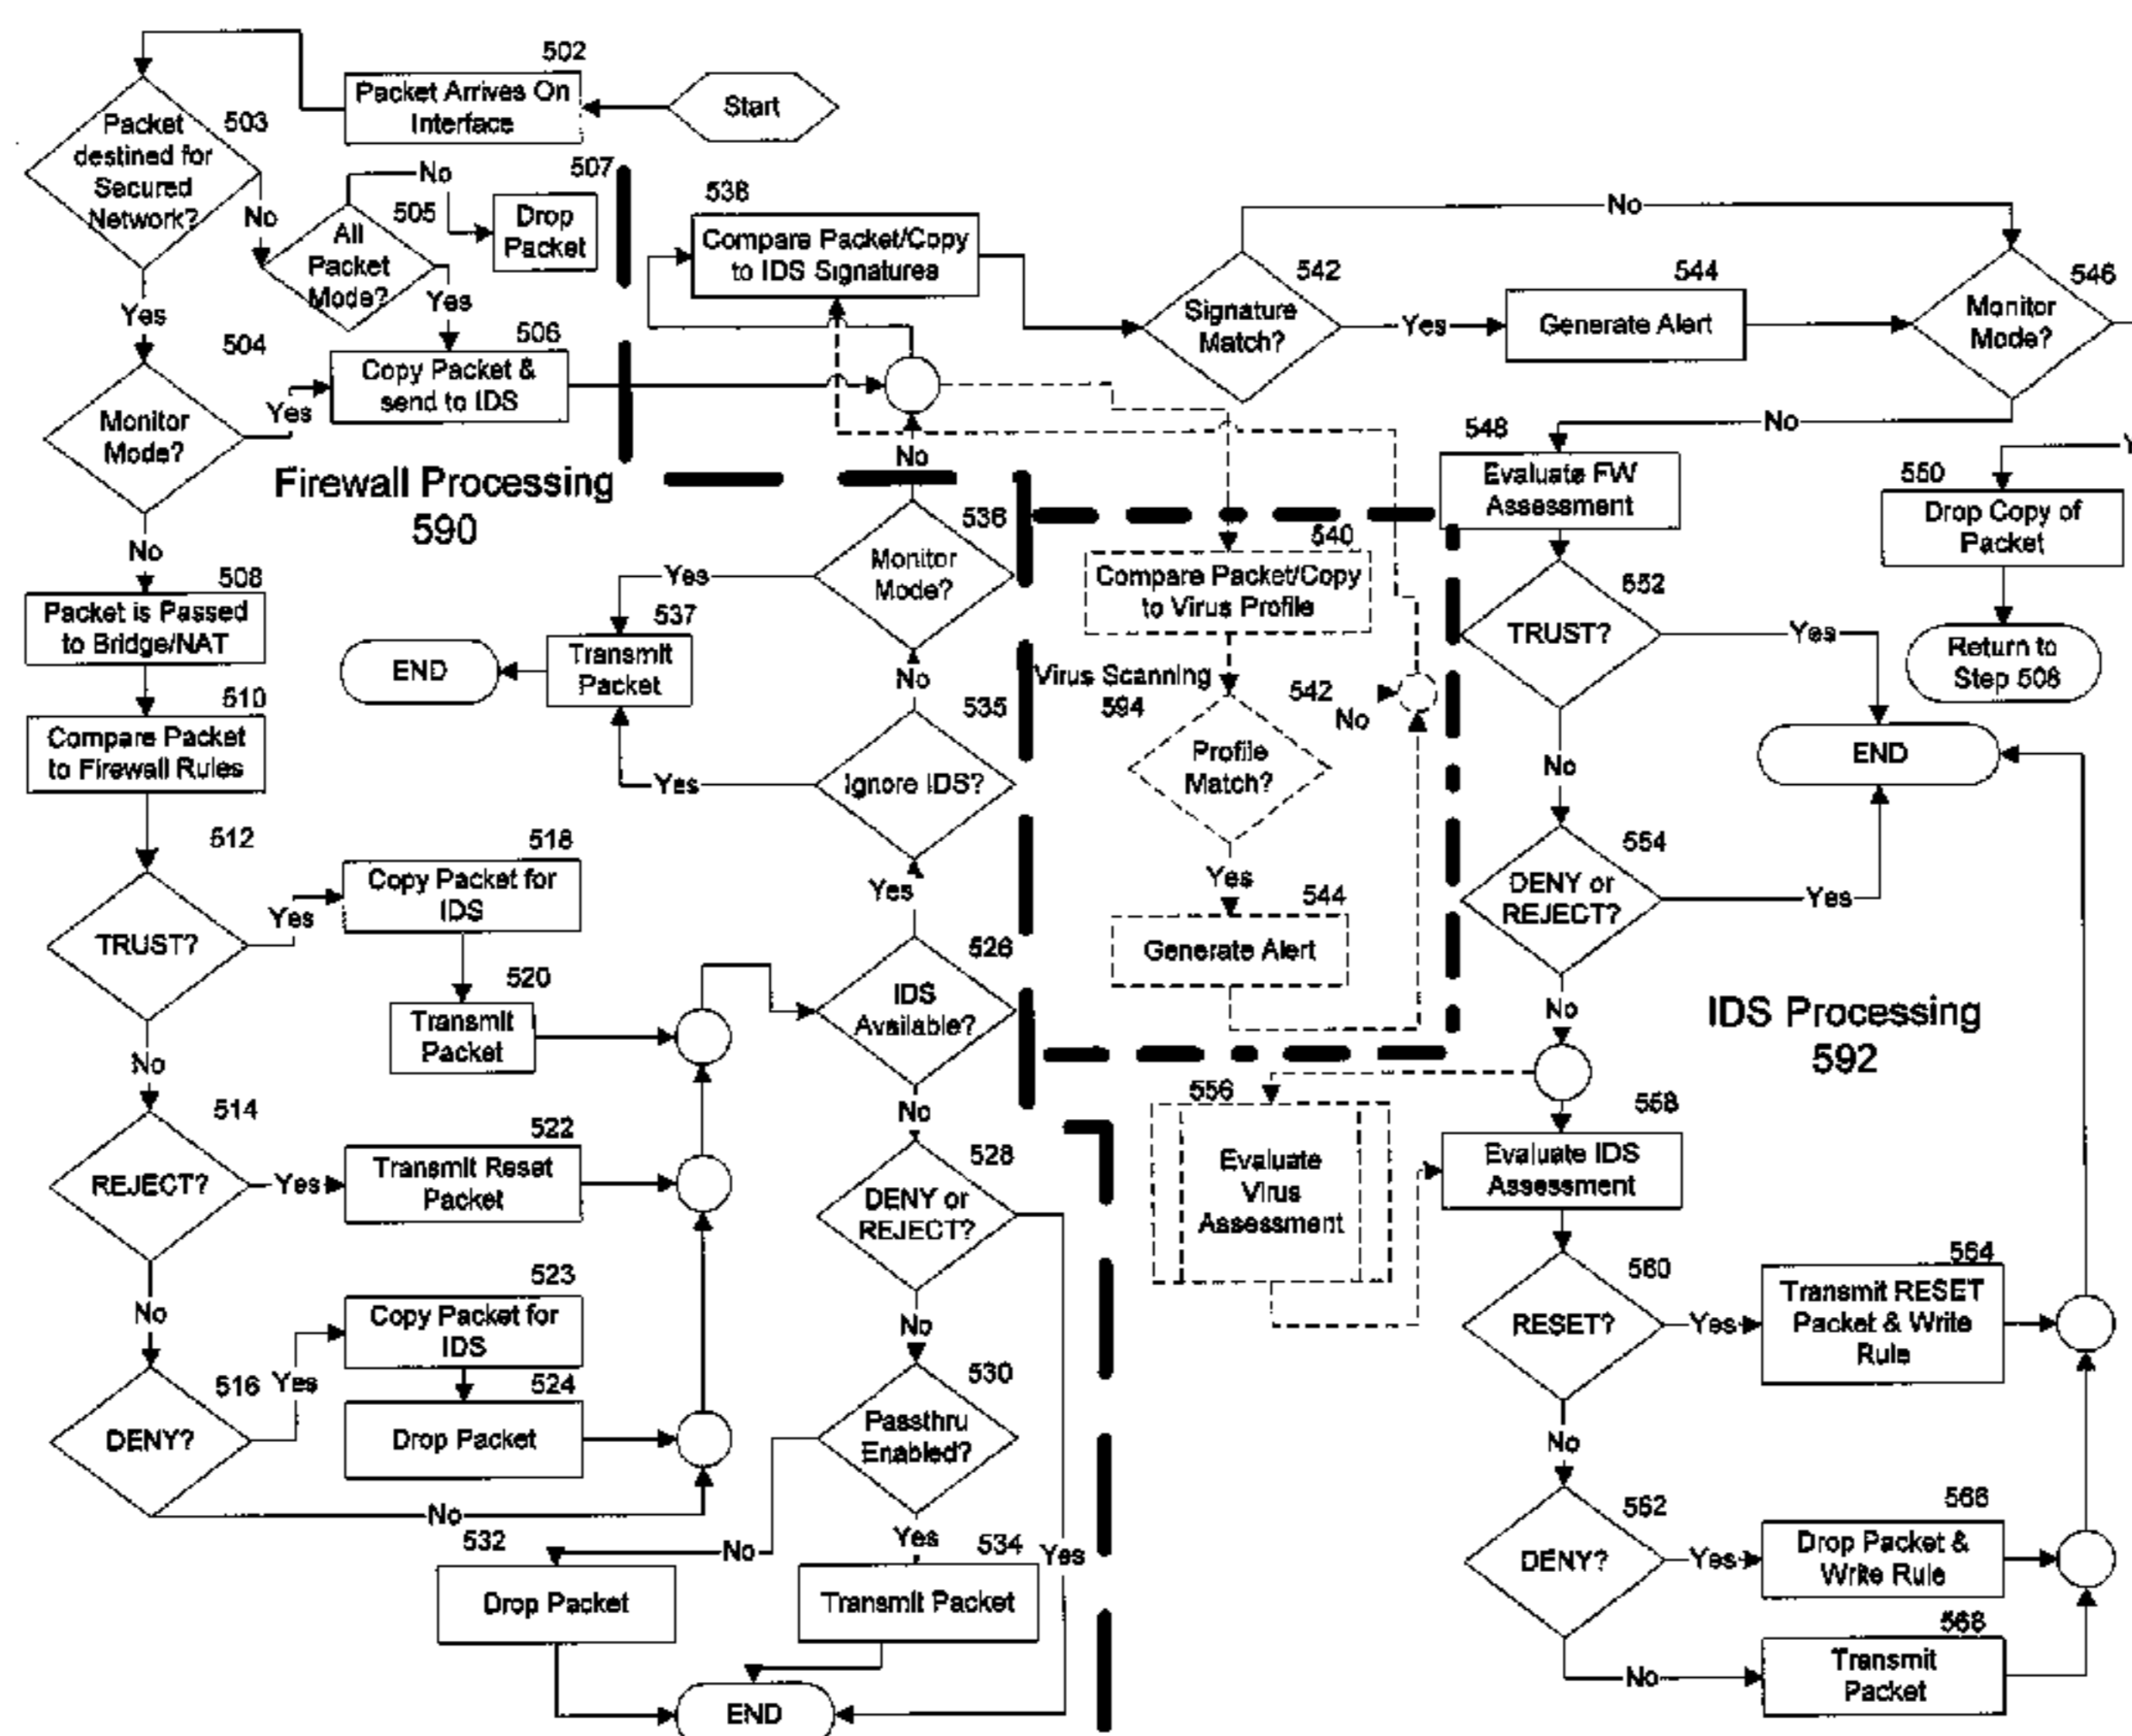 502
Packet Arrives On
Interface
Start
Packet
destined for
Secured
Network?
503
No
Yes
All
Packet
Mode?
505
No
507
Drop
Packet
Yes
504
Monitor
Mode?
Yes
506
Copy Packet &
send to IDS
No
Firewall Processing
590
508
Packet is Passed
to Bridge/NAT
510
Compare Packet
to Firewall Rules
512
TRUST?
Yes
518
Copy Packet for
IDS
520
Transmit
Packet
No
514
REJECT?
Yes
522
Transmit Reset
Packet
No
516
DENY?
Yes
523
Copy Packet for
IDS
524
Drop Packet
No
526
IDS
Available?
Yes
535
Ignore IDS?
Yes
No
536
Monitor
Mode?
Yes
537
Transmit
Packet
END
No
No
528
DENY or
REJECT?
Yes
No
530
Passthru
Enabled?
No
532
Drop Packet
Yes
534
Transmit Packet
END
538
Compare Packet/Copy
to IDS Signatures
542
Signature
Match?
No
Yes
544
Generate Alert
546
Monitor
Mode?
No
Y
550
Drop Copy of
Packet
Return to
Step 508
548
Evaluate FW
Assessment
552
TRUST?
Yes
END
No
554
DENY or
REJECT?
Yes
No
540
Compare Packet/Copy
to Virus Profile
Virus Scanning
594
542
No
Profile
Match?
Yes
544
Generate Alert
IDS Processing
592
556
Evaluate
Virus
Assessment
558
Evaluate IDS
Assessment
560
RESET?
Yes
564
Transmit RESET
Packet & Write
Rule
No
562
DENY?
Yes
566
Drop Packet &
Write Rule
No
568
Transmit
Packet